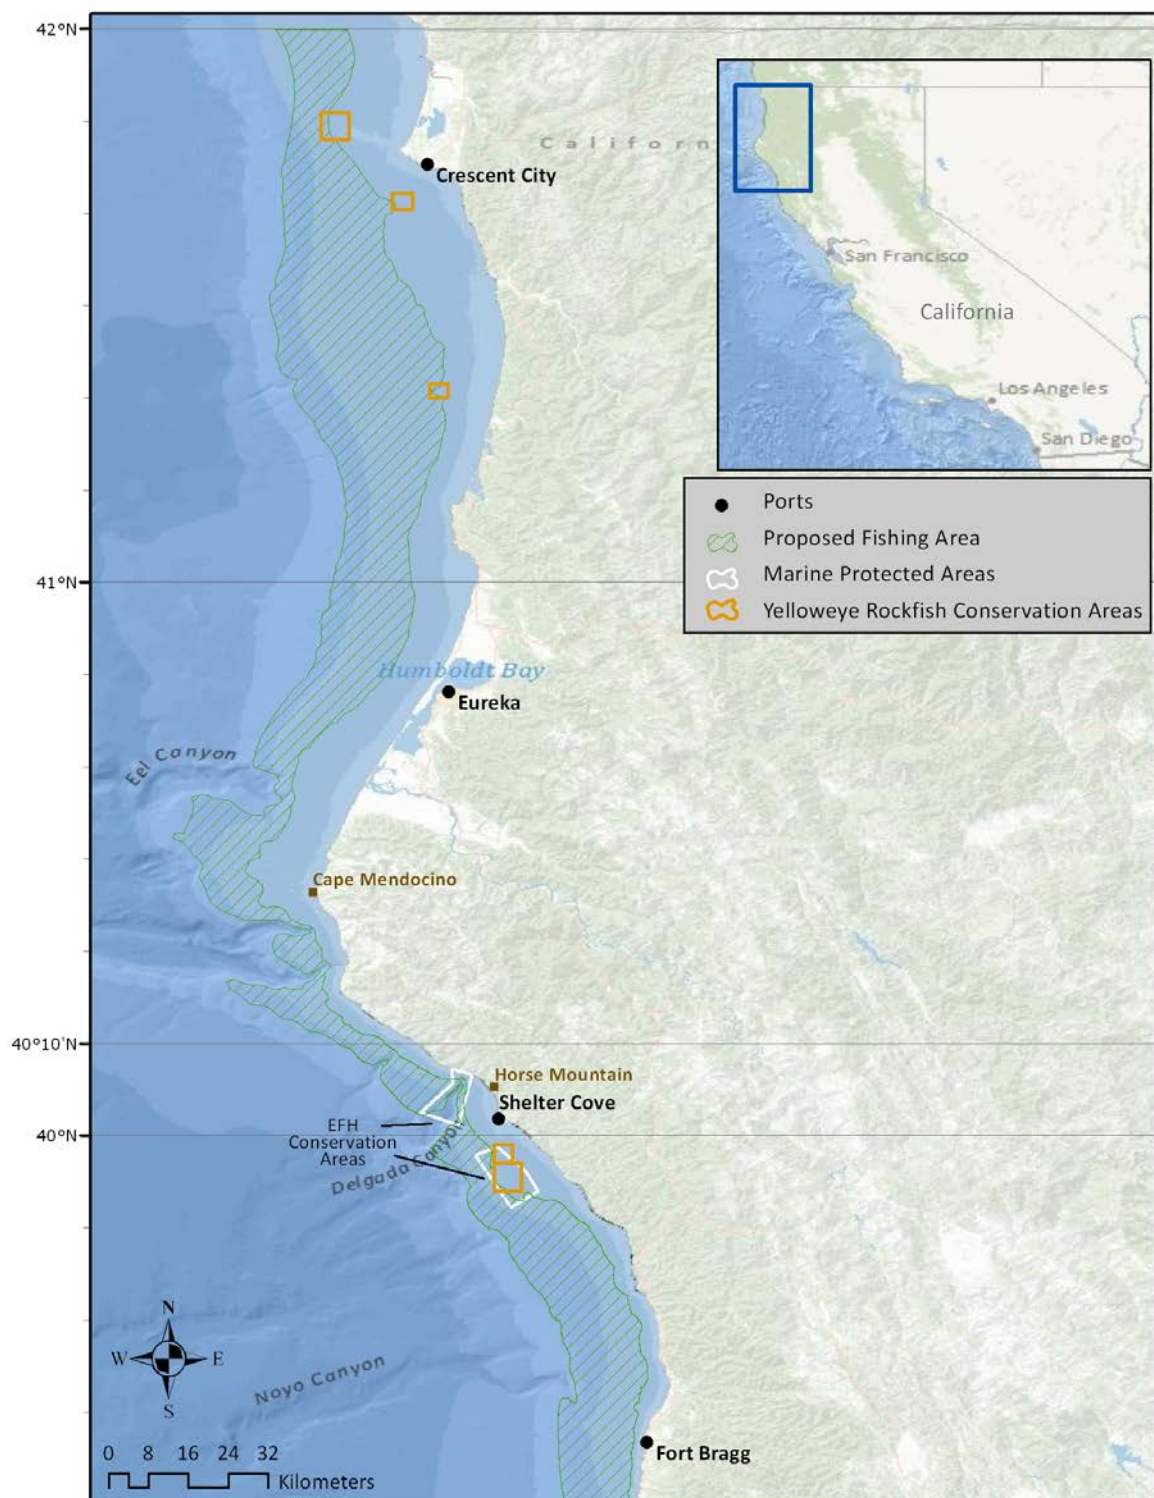 42°N
Crescent City
Californ
San Francisco
California
Los Angeles
San Diego
Ports
Proposed Fishing Area
Marine Protected Areas
Yelloweye Rockfish Conservation Areas
41°N
Humboldt Bay
Eureka
Eel Canyon
Cape Mendocino
40°10'N
Horse Mountain
Shelter Cove
EFH
Conservation
Areas
40°N
Delgada Canyon
N
W E
S
Noyo Canyon
0 8 16 24 32
Kilometers
Fort Bragg